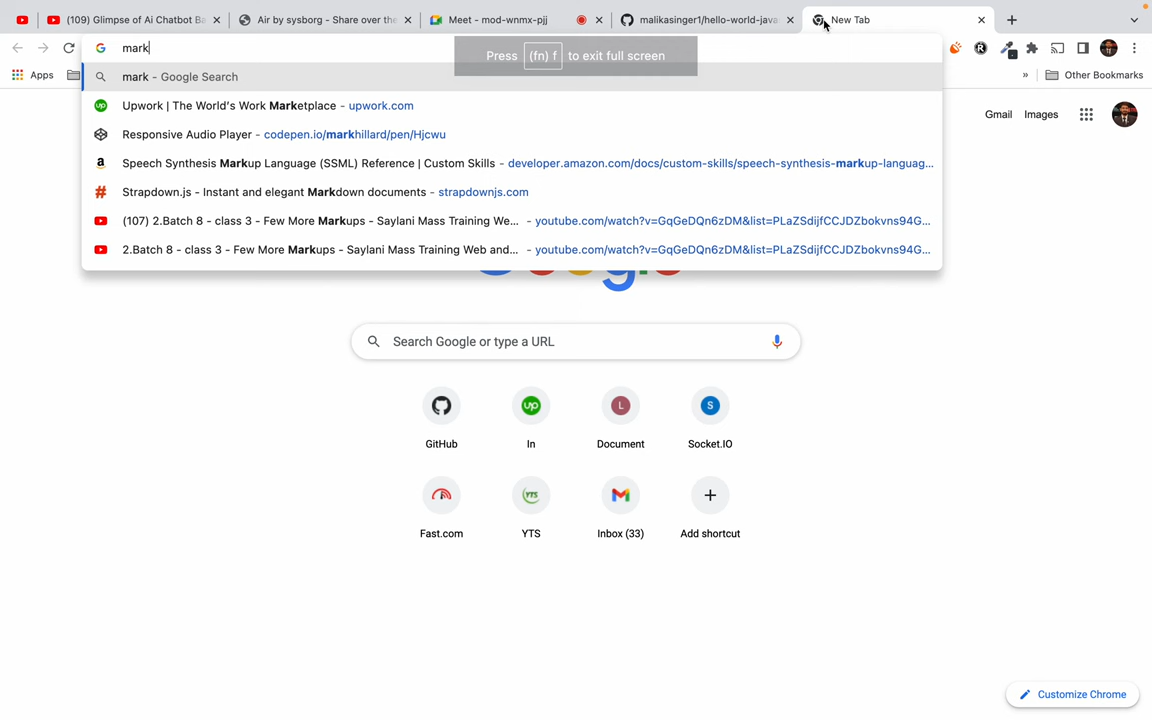 (109) Glimpse of Ai Chatbot Ba
Air by sysborg - Share over the
Meet - mod-wnmx-pjj
malikasinger1/hello-world-java
New Tab
mark
Press (fn) f to exit full screen
Apps
Other Bookmarks
mark - Google Search
Upwork | The World's Work Marketplace - upwork.com
Responsive Audio Player - codepen.io/markhillard/pen/Hjcwu
Speech Synthesis Markup Language (SSML) Reference | Custom Skills - developer.amazon.com/docs/custom-skills/speech-synthesis-markup-languag...
Strapdown.js - Instant and elegant Markdown documents - strapdownjs.com
(107) 2.Batch 8 - class 3 - Few More Markups - Saylani Mass Training We... - youtube.com/watch?v=GqGeDQn6zDM&list=PLaZSdijfCCJDZbokvns94G...
2.Batch 8 - class 3 - Few More Markups - Saylani Mass Training Web and... - youtube.com/watch?v=GqGeDQn6zDM&list=PLaZSdijfCCJDZbokvns94G...
Gmail Images
Search Google or type a URL
GitHub In Document Socket.IO
Fast.com YTS Inbox (33) Add shortcut
Customize Chrome